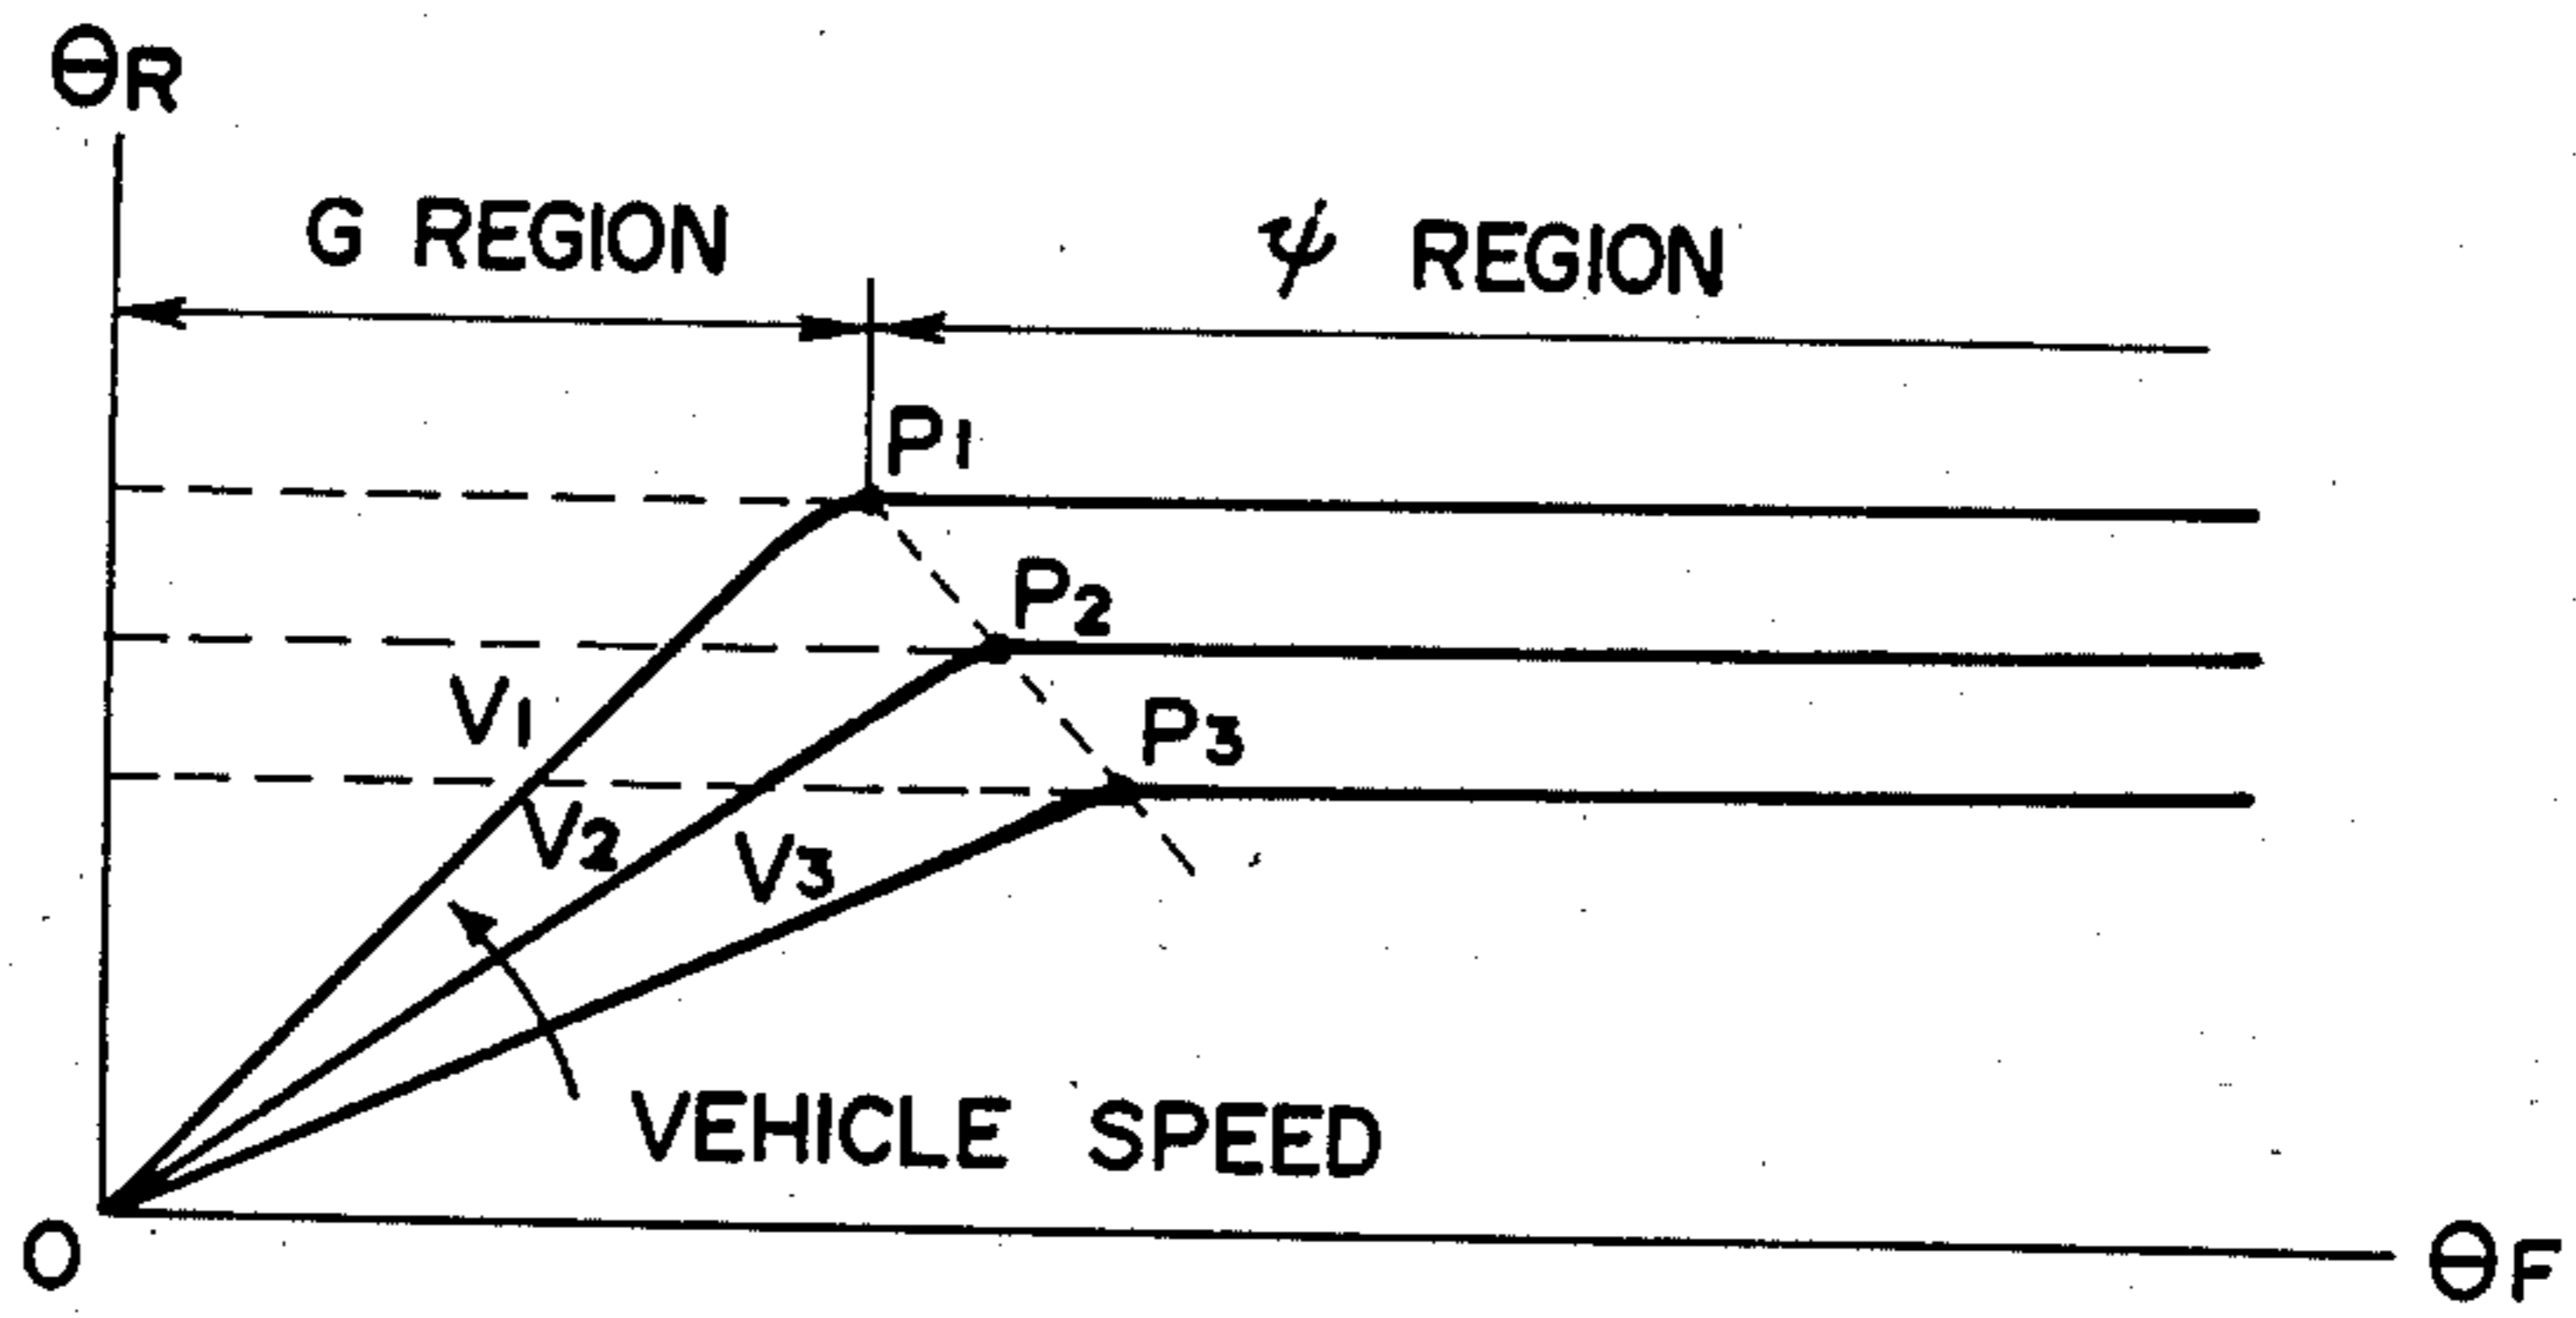 θR
G REGION
ψ REGION
P1
P2
V1
P3
V2
V3
VEHICLE SPEED
O
θF